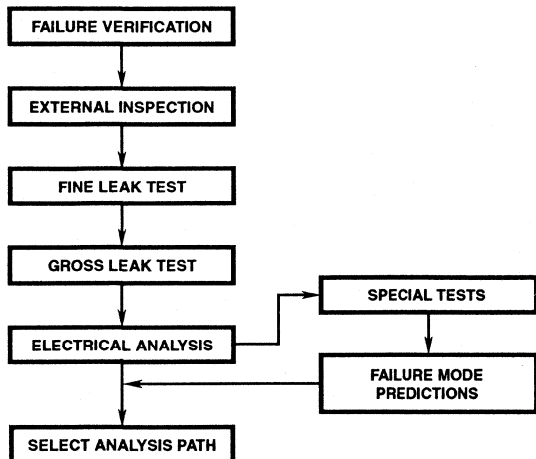 FAILURE VERIFICATION
EXTERNAL INSPECTION
FINE LEAK TEST
GROSS LEAK TEST
ELECTRICAL ANALYSIS
SPECIAL TESTS
FAILURE MODE
PREDICTIONS
SELECT ANALYSIS PATH